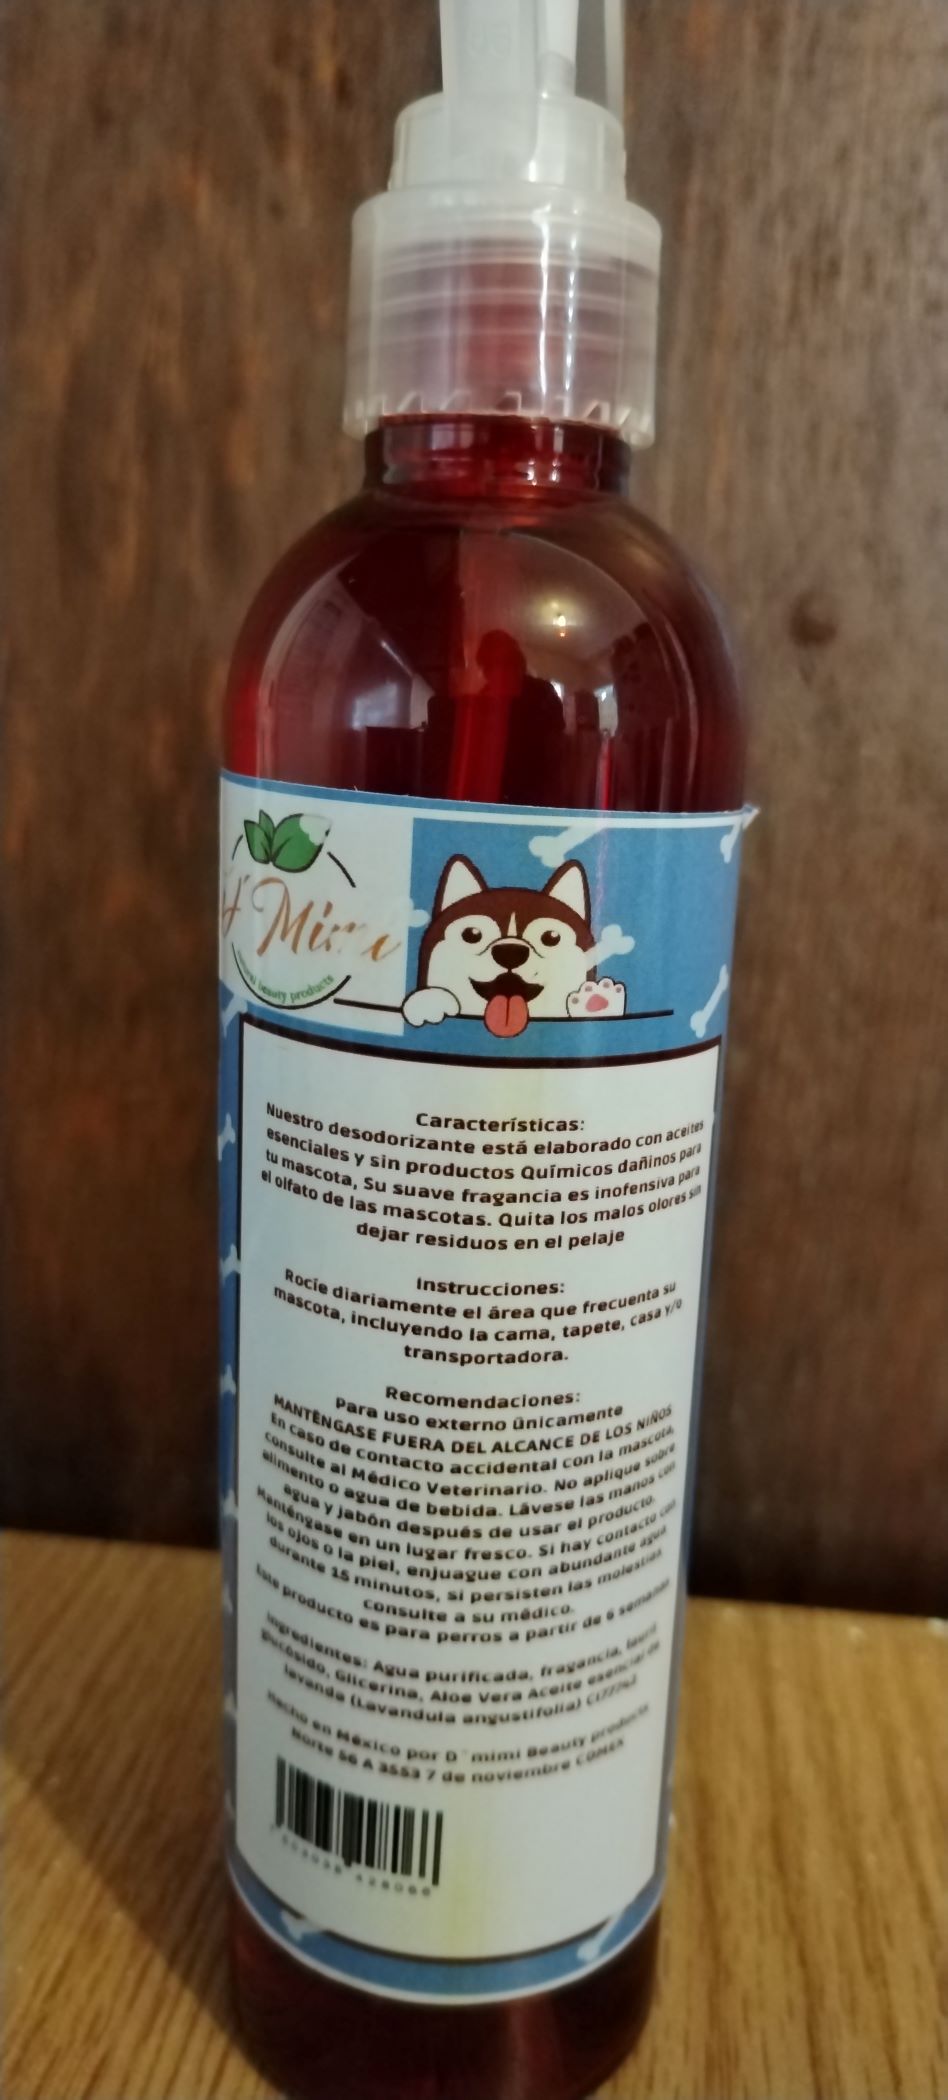 Mimi
beauty products
Características:
Nuestro desodorizante está elaborado con aceites
esenciales y sin productos Químicos dañinos para
tu mascota, Su suave fragancia es inofensiva para
el olfato de las mascotas. Quita los malos olores sin
dejar residuos en el pelaje
Instrucciones:
Rocíe diariamente el área que frecuenta su
mascota, incluyendo la cama, tapete, casa y/o
transportadora.
Recomendaciones:
Para uso externo únicamente
MANTÉNGASE FUERA DEL ALCANCE DE LOS NIÑOS
En caso de contacto accidental con la mascota,
consulte al Médico Veterinario. No aplique sobre
alimento o agua de bebida. Lávese las manos con
agua y jabón después de usar el producto.
Manténgase en un lugar fresco. Si hay contacto con
los ojos o la piel, enjuague con abundante agua
durante 15 minutos, si persisten las molestias
consulte a su médico.
Este producto es para perros a partir de 6 semanas
Ingredientes: Agua purificada, fragancia, lauril
glucósido, Glicerina, Aloe Vera Aceite esencial de
levanda (Lavandula angustifolia)
Hecho en México por D´mimi Beauty products
Norte 56 A 3553 7 de noviembre CDMEX